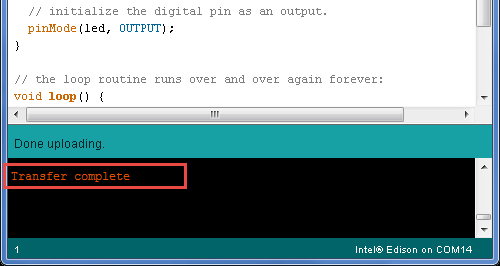 // initialize the digital pin as an output.
pinMode(led, OUTPUT);
}
// the loop routine runs over and over again forever:
void loop() {
Done uploading.
Transfer complete
1 Intel® Edison on COM14